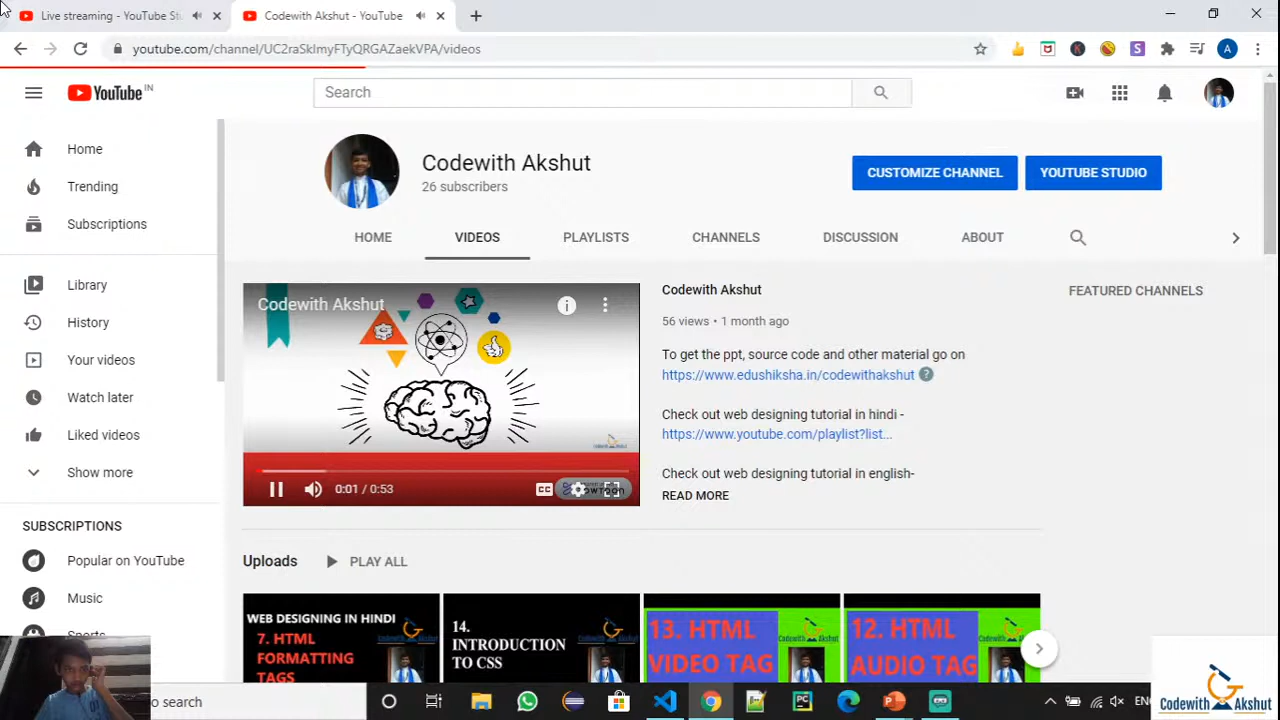 Live streaming - YouTube Stu
Codewith Akshut - YouTube
youtube.com/channel/UC2raSklmyFTyQRGAZaekVPA/videos
A
YouTube IN
Search
Home
Trending
Subscriptions
Library
History
Your videos
Watch later
Liked videos
Show more
SUBSCRIPTIONS
Popular on YouTube
Music
Sports
Codewith Akshut
26 subscribers
CUSTOMIZE CHANNEL
YOUTUBE STUDIO
HOME
VIDEOS
PLAYLISTS
CHANNELS
DISCUSSION
ABOUT
Codewith Akshut
0:01 / 0:53
CC
Codewith Akshut
56 views • 1 month ago
To get the ppt, source code and other material go on
https://www.edushiksha.in/codewithakshut
Check out web designing tutorial in hindi -
https://www.youtube.com/playlist?list...
Check out web designing tutorial in english-
READ MORE
FEATURED CHANNELS
Uploads
PLAY ALL
WEB DESIGNING IN HINDI
7. HTML
FORMATTING
TAGS
14.
INTRODUCTION
TO CSS
13. HTML
VIDEO TAG
12. HTML
AUDIO TAG
to search
ENG
Codewith Akshut